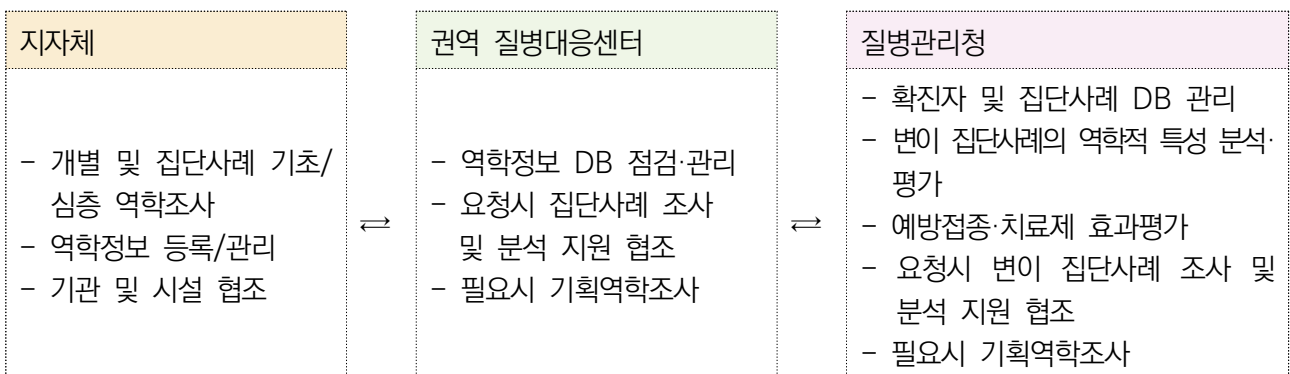 지자체
- 개별 및 집단사례 기초/
심층 역학조사
- 역학정보 등록/관리
- 기관 및 시설 협조
⇄
권역 질병대응센터
- 역학정보 DB 점검·관리
- 요청시 집단사례 조사
및 분석 지원 협조
- 필요시 기획역학조사
⇄
질병관리청
- 확진자 및 집단사례 DB 관리
- 변이 집단사례의 역학적 특성 분석·
평가
- 예방접종·치료제 효과평가
- 요청시 변이 집단사례 조사 및
분석 지원 협조
- 필요시 기획역학조사